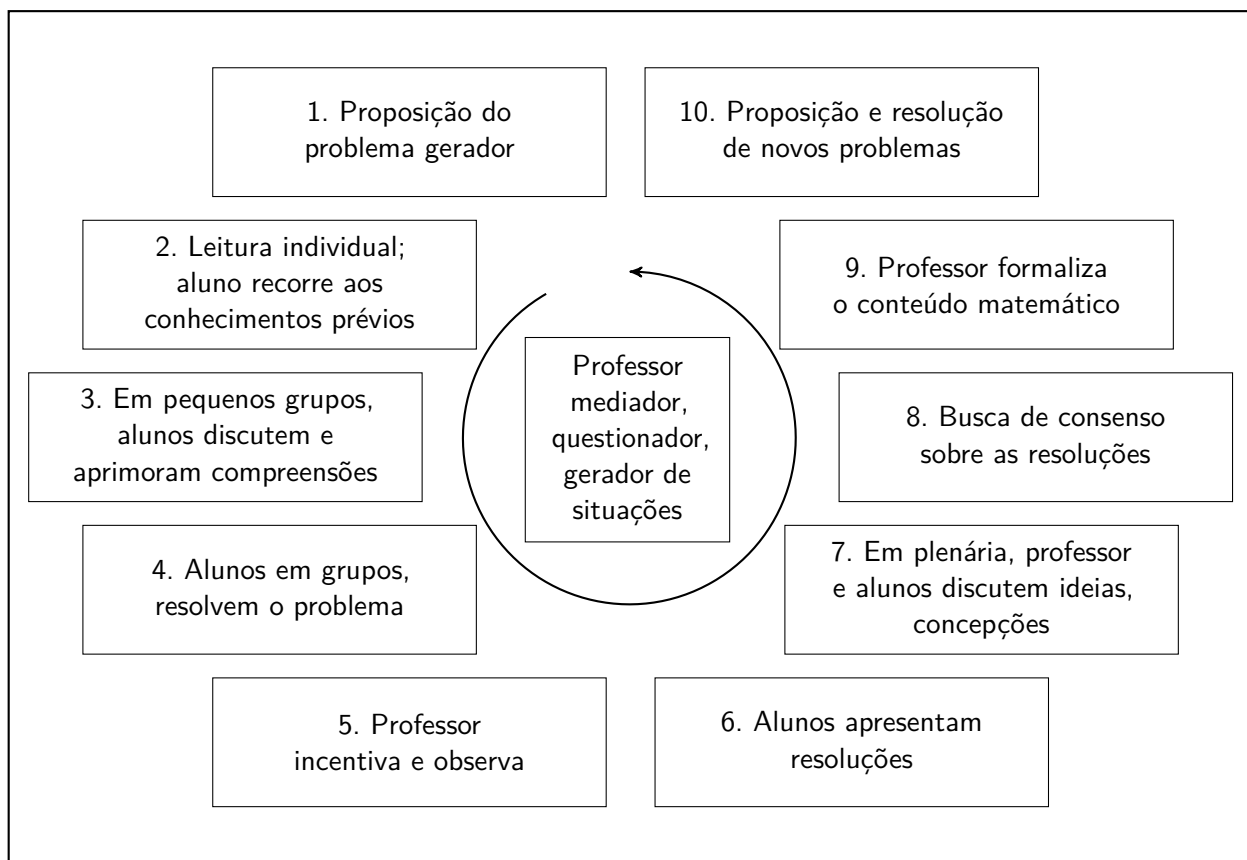 1. Proposição do
problema gerador
2. Leitura individual;
aluno recorre aos
conhecimentos prévios
3. Em pequenos grupos,
alunos discutem e
aprimoram compreensões
4. Alunos em grupos,
resolvem o problema
5. Professor
incentiva e observa
6. Alunos apresentam
resoluções
7. Em plenária, professor
e alunos discutem ideias,
concepções
8. Busca de consenso
sobre as resoluções
9. Professor formaliza
o conteúdo matemático
10. Proposição e resolução
de novos problemas
Professor
mediador,
questionador,
gerador de
situações